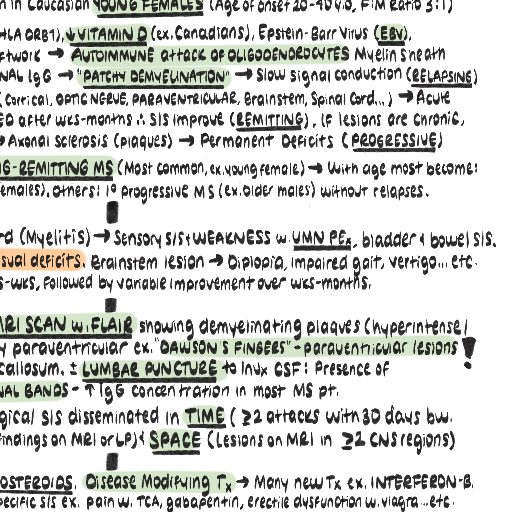 n in Caucasian YOUNG FEMALES (Age of onset 20-40 y.o, F:M Ratio 3:1)
HLA DRB1), ↓VITAMIN D (ex. Canadians), Epstein-Barr Virus (EBV),
etwork → AUTOIMMUNE attack OF OLIGODENDROCYTES Myelin Sheath
NAL IgG → "PATCHY DEMYELINATION" → Slow signal conduction (RELAPSING)
(Cortical, OPTIC NERVE, PARAVENTRICULAR, Brainstem, Spinal Cord...) → Acute
ED after wks-months ∴ S|S improve (REMITTING), IF lesions are chronic,
→ Axonal Sclerosis (plaques) → Permanent Deficits (PROGRESSIVE)
NG-REMITTING MS (Most common, ex. young female) → With age most become:
emales), others: 1° progressive MS (ex. older males) without relapses.
rd (Myelitis) → Sensory S|S + WEAKNESS w. UMN PEx, bladder & bowel S|S.
sual deficits. Brainstem lesion → Diplopia, impaired gait, vertigo... etc.
s-wks, Followed by variable improvement over wks-months.
MRI SCAN w. FLAIR showing demyelinating plaques (hyperintense)
y paraventricular ex. "DAWSON'S FINGERS" - paraventricular lesions !
callosum. ± LUMBAR PUNCTURE to Invx CSF: Presence of
NAL BANDS - ↑ IgG concentration in most MS pt.
gical S|S disseminated in TIME (≥2 attacks with 30 days bw.
findings on MRI or LP) & SPACE (Lesions on MRI in ≥2 CNS regions)
OSTEROIDS. Disease Modifying Tx → Many new Tx ex. INTERFERON-B.
pecific S|S ex. pain w. TCA, gabapentin, erectile dysfunction w. viagra... etc.